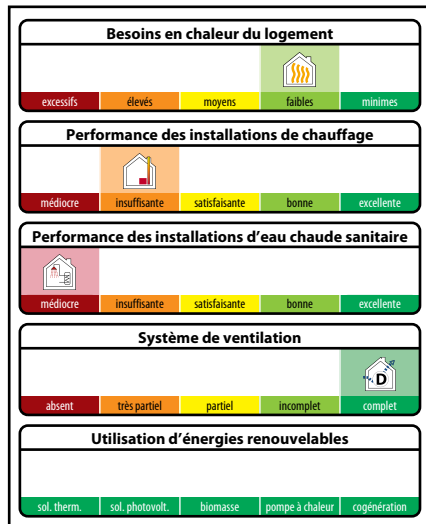 Besoins en chaleur du logement
excessifs élevés moyens faibles minimes
Performance des installations de chauffage
médiocre insuffisante satisfaisante bonne excellente
Performance des installations d'eau chaude sanitaire
médiocre insuffisante satisfaisante bonne excellente
Système de ventilation
D
absent très partiel partiel incomplet complet
Utilisation d'énergies renouvelables
sol. therm. sol. photovolt. biomasse pompe à chaleur cogénération